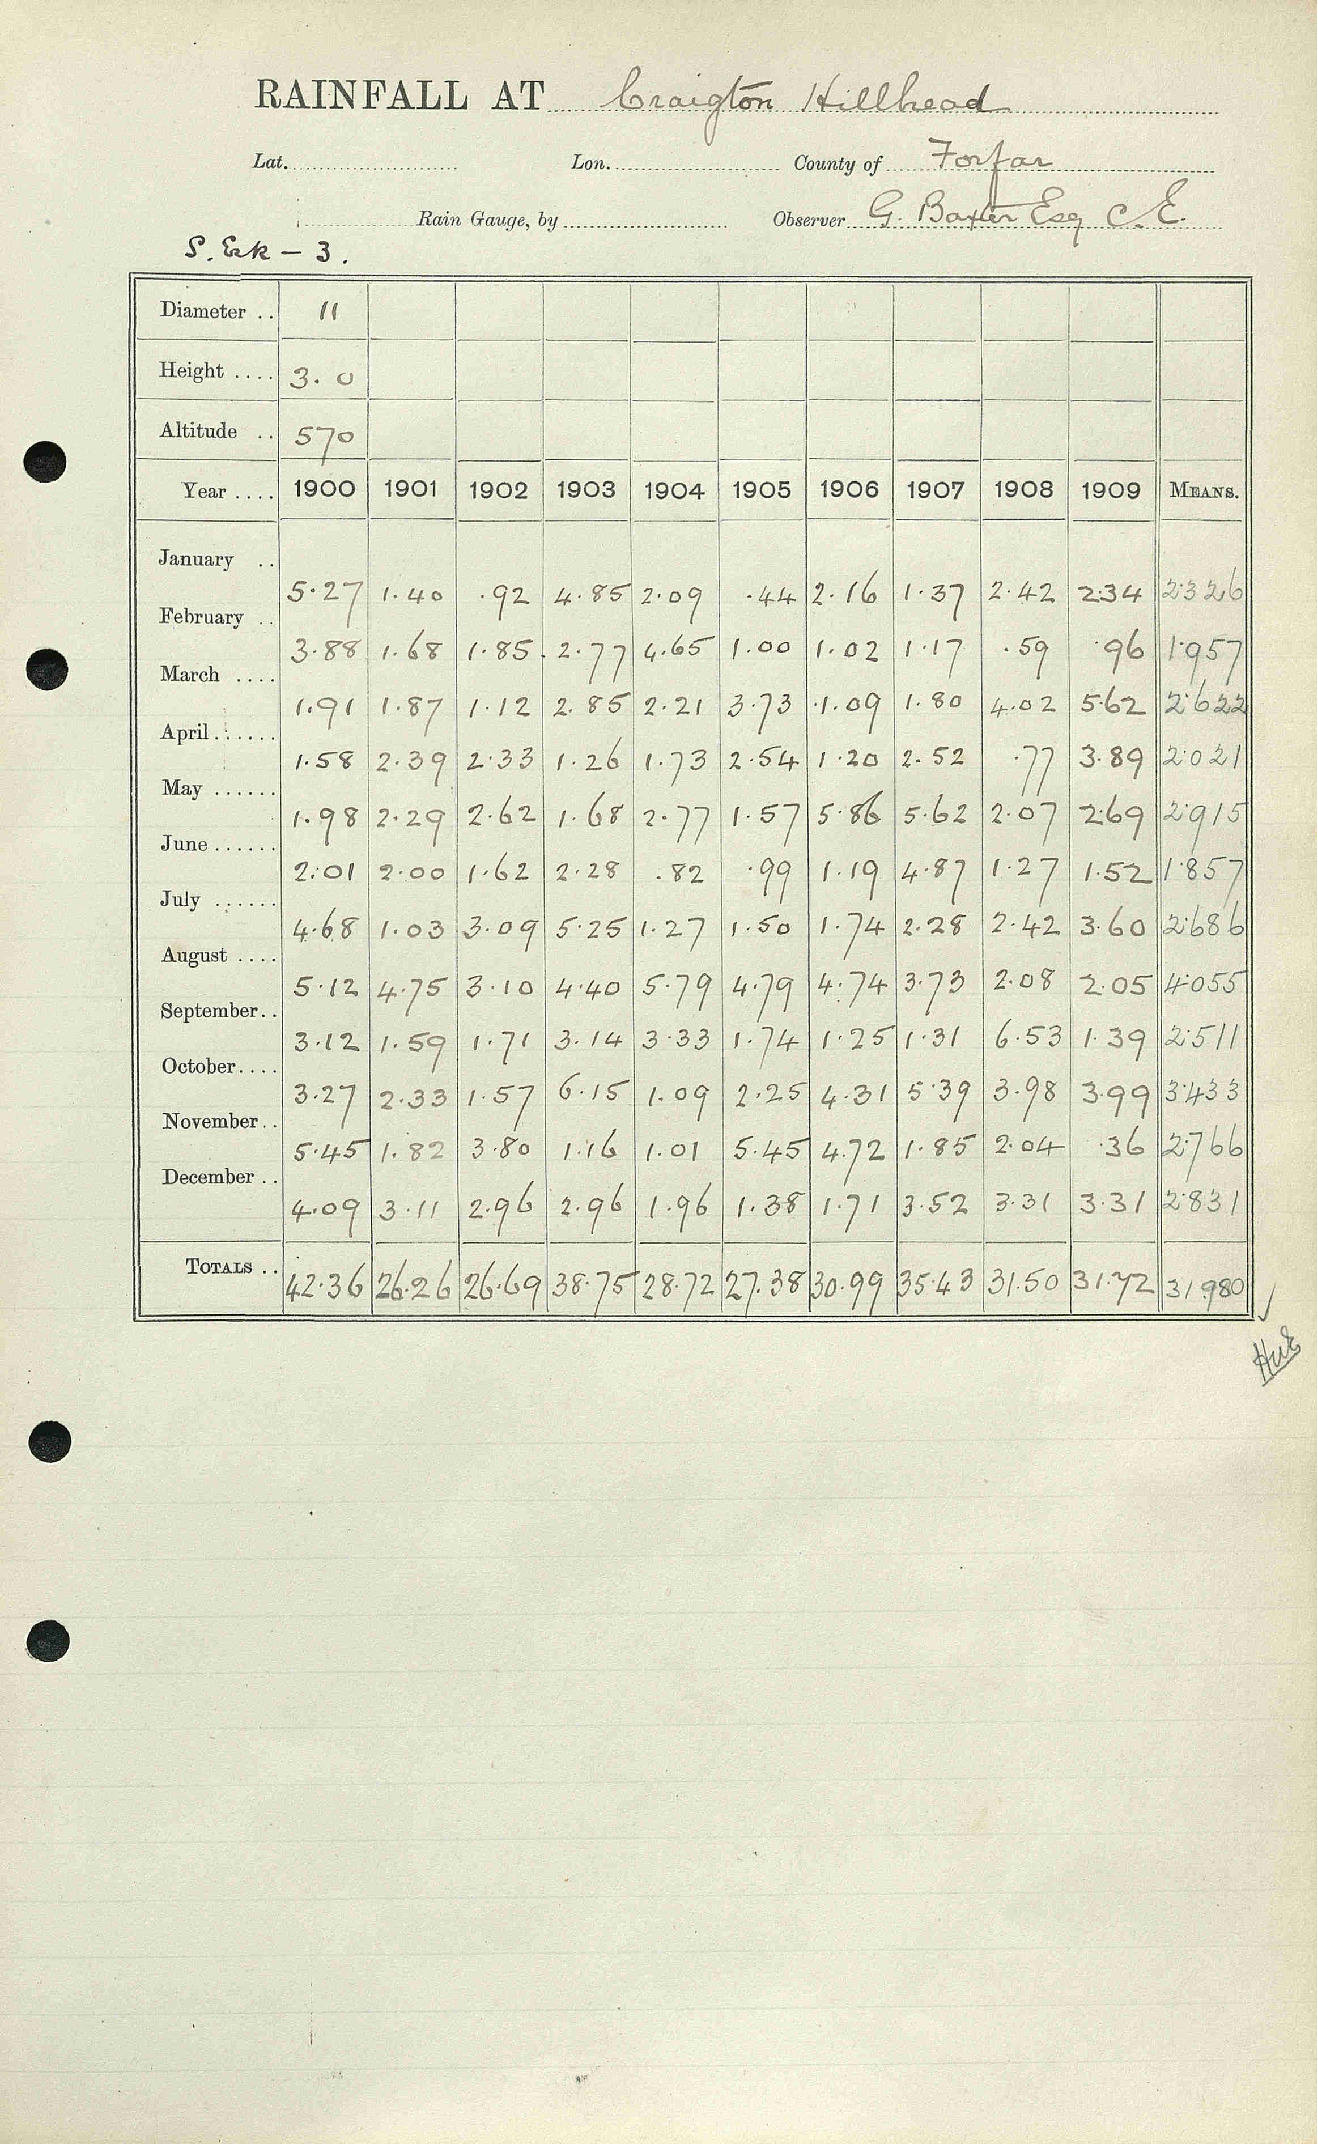 RAINFALL AT Craigton Hillhead
Lat. Lon. County of Forfar
Rain Gauge, by Observer G. Baxter Esq C.E.
S. Esk – 3.
Diameter .. 11
Height .... 3. 0
Altitude .. 570
Year .... 1900 1901 1902 1903 1904 1905 1906 1907 1908 1909 MEANS.
January .. 5.27 1.40 .92 4.85 2.09 .44 2.16 1.37 2.42 2.34 2.326
February .. 3.88 1.68 1.85 2.77 4.65 1.00 1.02 1.17 .59 .96 1.957
March .... 1.91 1.87 1.12 2.85 2.21 3.73 1.09 1.80 4.02 5.62 2.622
April ...... 1.58 2.39 2.33 1.26 1.73 2.54 1.20 2.52 .77 3.89 2.021
May ...... 1.98 2.29 2.62 1.68 2.77 1.57 5.86 5.62 2.07 2.69 2.915
June ...... 2.01 2.00 1.62 2.28 .82 .99 1.19 4.87 1.27 1.52 1.857
July ...... 4.68 1.03 3.09 5.25 1.27 1.50 1.74 2.28 2.42 3.60 2.686
August .... 5.12 4.75 3.10 4.40 5.79 4.79 4.74 3.73 2.08 2.05 4.055
September .. 3.12 1.59 1.71 3.14 3.33 1.74 1.25 1.31 6.53 1.39 2.511
October .... 3.27 2.33 1.57 6.15 1.09 2.25 4.31 5.39 3.98 3.99 3.433
November .. 5.45 1.82 3.80 1.16 1.01 5.45 4.72 1.85 2.04 .36 2.766
December .. 4.09 3.11 2.96 2.96 1.96 1.38 1.71 3.52 3.31 3.31 2.831
TOTALS .. 42.36 26.26 26.69 38.75 28.72 27.38 30.99 35.43 31.50 31.72 31.980